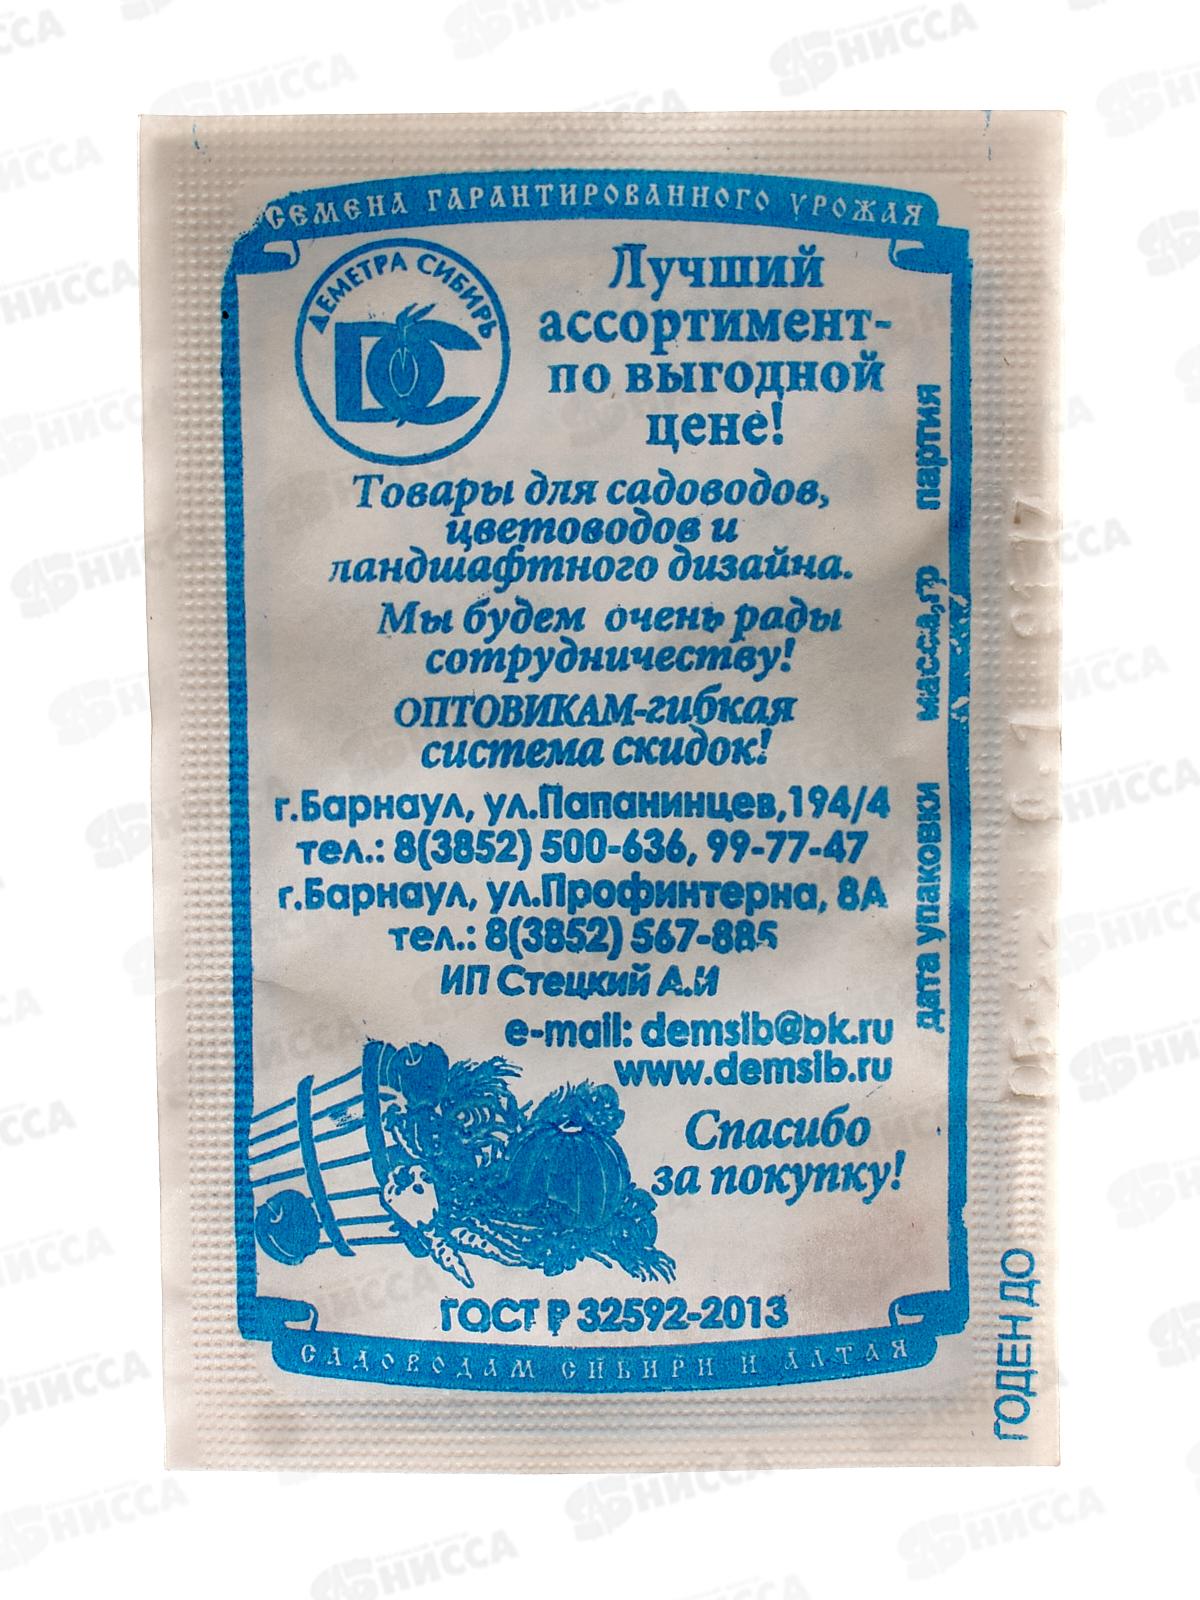 Семена гарантированного урожая
ДЕМЕТРА СИБИРЬ
DC
Лучший
ассортимент-
по выгодной
цене!
Товары для садоводов,
цветоводов и
ландшафтного дизайна.
Мы будем очень рады
сотрудничеству!
ОПТОВИКАМ-гибкая
система скидок!
г.Барнаул, ул.Папанинцев,194/4
тел.: 8(3852) 500-636, 99-77-47
г.Барнаул, ул.Профинтерна, 8А
тел.: 8(3852) 567-885
ИП Стецкий А.И
e-mail: demsib@bk.ru
www.demsib.ru
Спасибо
за покупку!
ГОСТ Р 32592-2013
САДОВОДАМ СИБИРИ И АЛТАЯ
партия
масса,гр
дата упаковки
ГОДЕН ДО
НИССА